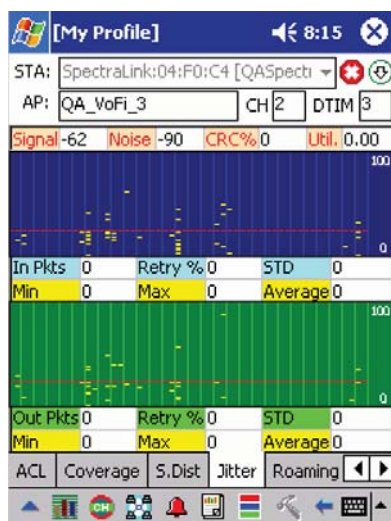 [My Profile] 8:15
STA: SpectraLink:04:F0:C4 [QASpecti
AP: QA_VoFi_3 CH 2 DTIM 3
Signal -62 Noise -90 CRC% 0 Util. 0.00
100
0
In Pkts 0 Retry % 0 STD 0
Min 0 Max 0 Average 0
100
0
Out Pkts 0 Retry % 0 STD 0
Min 0 Max 0 Average 0
ACL Coverage S.Dist Jitter Roaming
CH